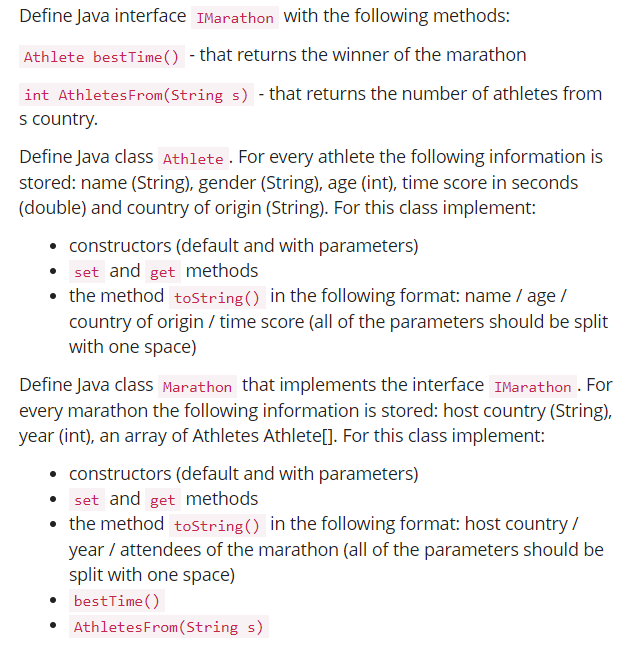 Define Java interface IMarathon with the following methods:
Athlete bestTime() - that returns the winner of the marathon
int AthletesFrom(String s) - that returns the number of athletes from
s country.
Define Java class Athlete. For every athlete the following information is
stored: name (String), gender (String), age (int), time score in seconds
(double) and country of origin (String). For this class implement:
• constructors (default and with parameters)
• set and get methods
• the method toString() in the following format: name / age /
country of origin / time score (all of the parameters should be split
with one space)
Define Java class Marathon that implements the interface IMarathon. For
every marathon the following information is stored: host country (String),
year (int), an array of Athletes Athlete[]. For this class implement:
• constructors (default and with parameters)
• set and get methods
• the method toString() in the following format: host country /
year / attendees of the marathon (all of the parameters should be
split with one space)
• bestTime()
• AthletesFrom(String s)